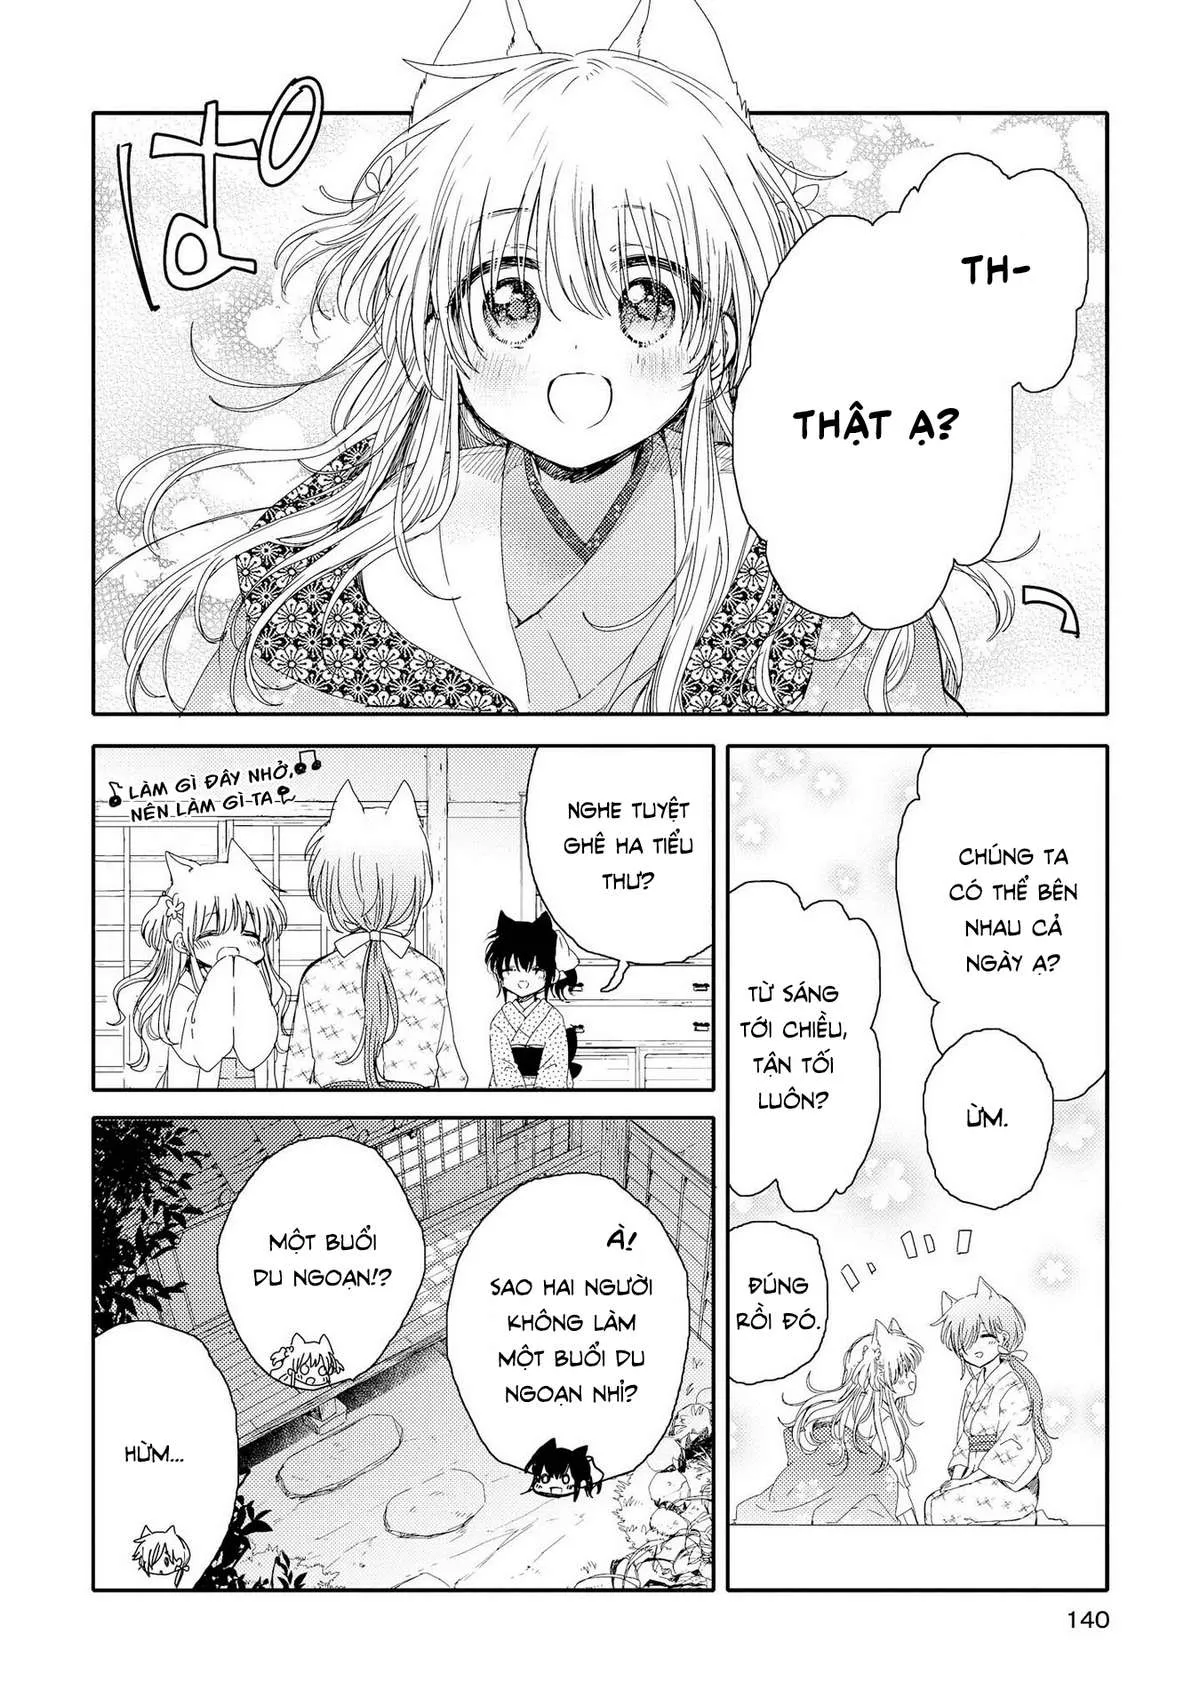 ぱぁっ
TH-
THẬT Ạ?
CHÚNG TA
CÓ THỂ BÊN
NHAU CẢ
NGÀY Ạ?
ỪM.
TỪ SÁNG
TỚI CHIỀU,
TẬN TỐI
LUÔN?
ĐÚNG
RỒI ĐÓ.
NGHE TUYỆT
GHÊ HA TIỂU
THƯ?
LÀM GÌ ĐÂY NHỞ,
NÊN LÀM GÌ TA
À!
SAO HAI NGƯỜI
KHÔNG LÀM
MỘT BUỔI DU
NGOẠN NHỈ?
MỘT BUỔI
DU NGOẠN!?
HỪM...
140